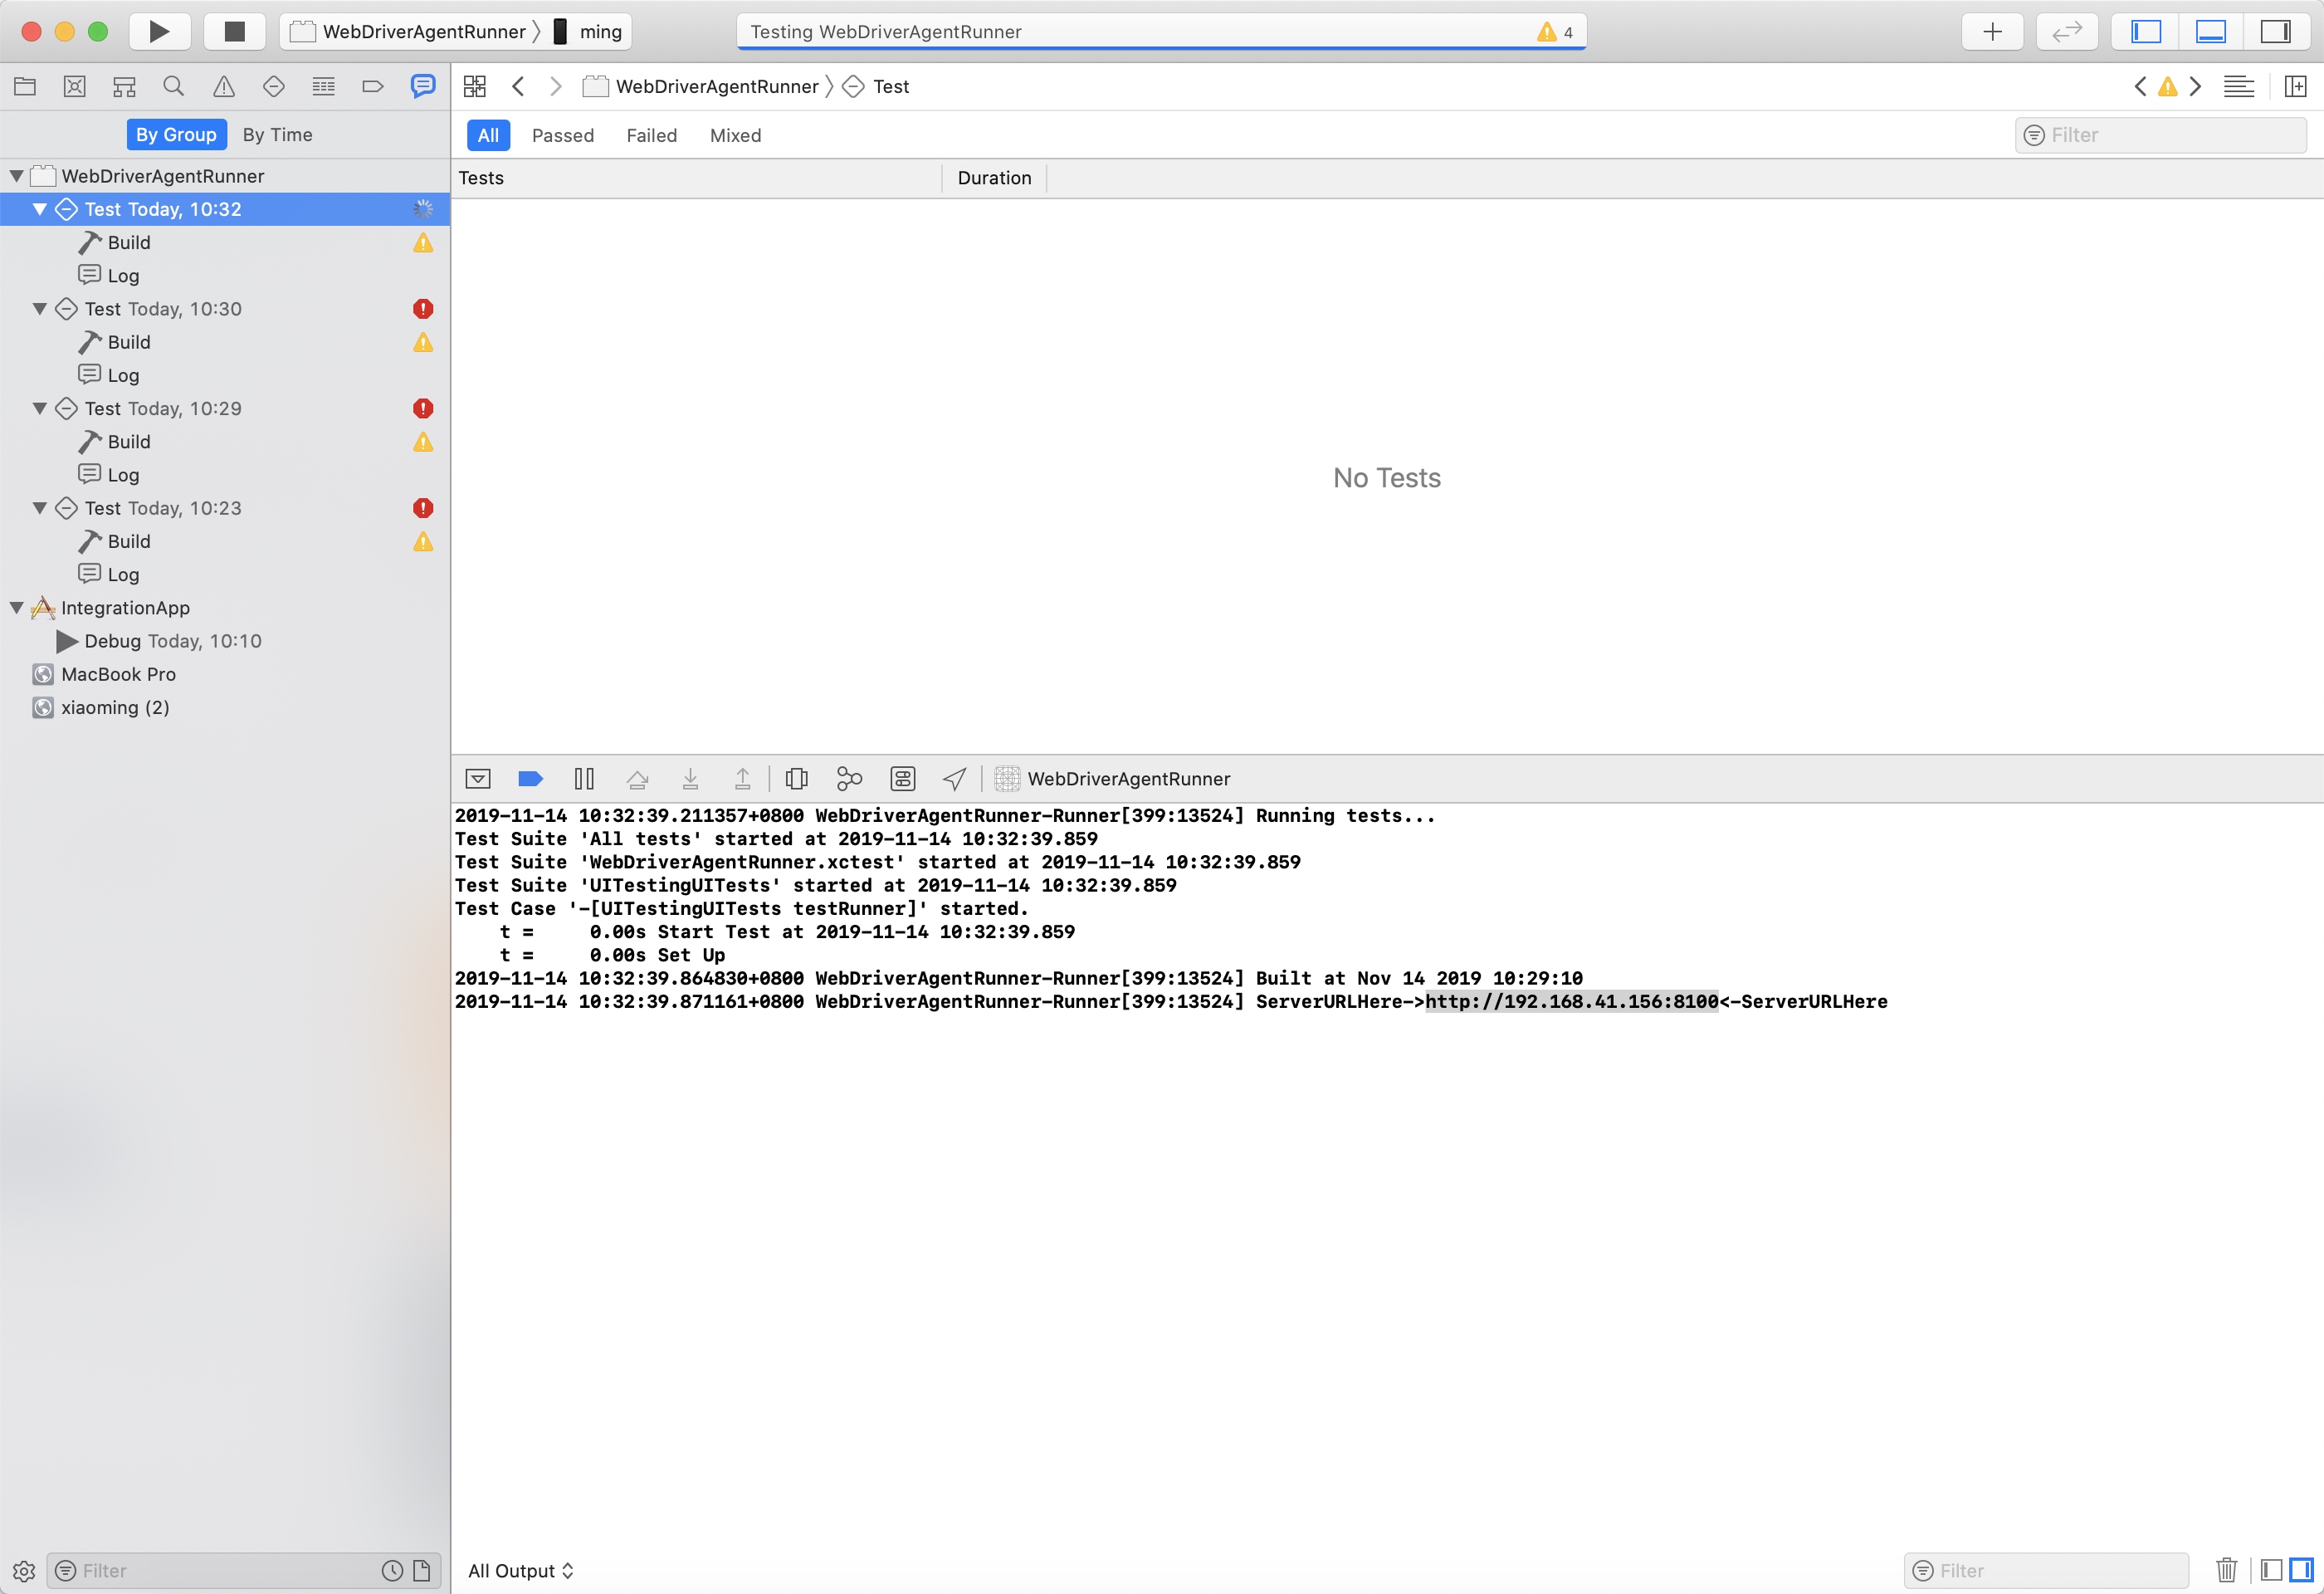 WebDriverAgentRunner 〉 ming
Testing WebDriverAgentRunner 4
WebDriverAgentRunner 〉 Test
By Group By Time
All Passed Failed Mixed Filter
Tests Duration
WebDriverAgentRunner
Test Today, 10:32
Build
Log
Test Today, 10:30
Build
Log
Test Today, 10:29
Build
Log
Test Today, 10:23
Build
Log
IntegrationApp
Debug Today, 10:10
MacBook Pro
xiaoming (2)
No Tests
WebDriverAgentRunner
2019-11-14 10:32:39.211357+0800 WebDriverAgentRunner-Runner[399:13524] Running tests...
Test Suite 'All tests' started at 2019-11-14 10:32:39.859
Test Suite 'WebDriverAgentRunner.xctest' started at 2019-11-14 10:32:39.859
Test Suite 'UITestingUITests' started at 2019-11-14 10:32:39.859
Test Case '-[UITestingUITests testRunner]' started.
t = 0.00s Start Test at 2019-11-14 10:32:39.859
t = 0.00s Set Up
2019-11-14 10:32:39.864830+0800 WebDriverAgentRunner-Runner[399:13524] Built at Nov 14 2019 10:29:10
2019-11-14 10:32:39.871161+0800 WebDriverAgentRunner-Runner[399:13524] ServerURLHere->http://192.168.41.156:8100<-ServerURLHere
Filter
All Output
Filter